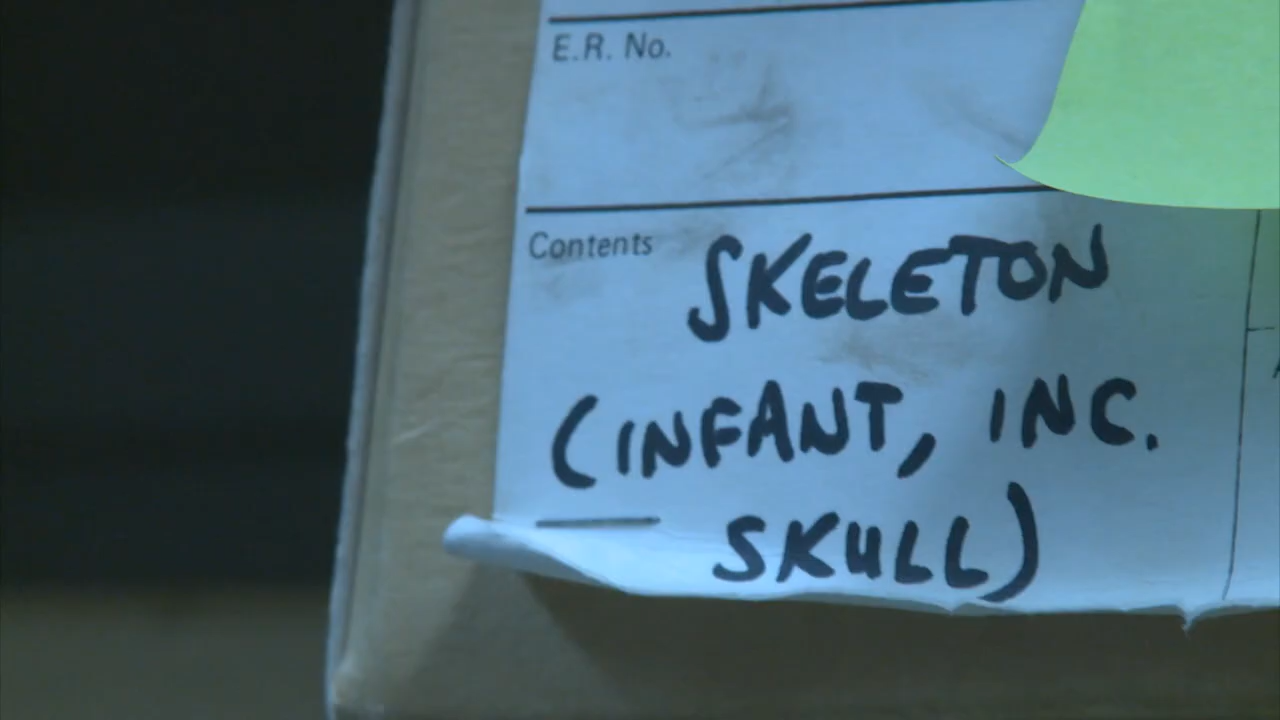 E.R. No.
Contents
SKELETON
(INFANT, INC.
SKULL)